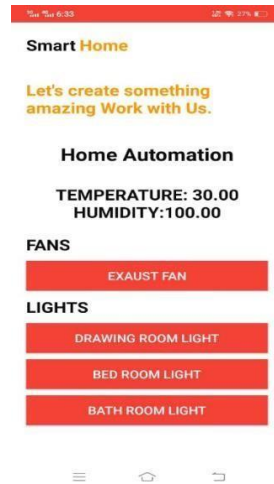 6:33 27%
Smart Home
Let's create something
amazing Work with Us.
Home Automation
TEMPERATURE: 30.00
HUMIDITY:100.00
FANS
EXAUST FAN
LIGHTS
DRAWING ROOM LIGHT
BED ROOM LIGHT
BATH ROOM LIGHT